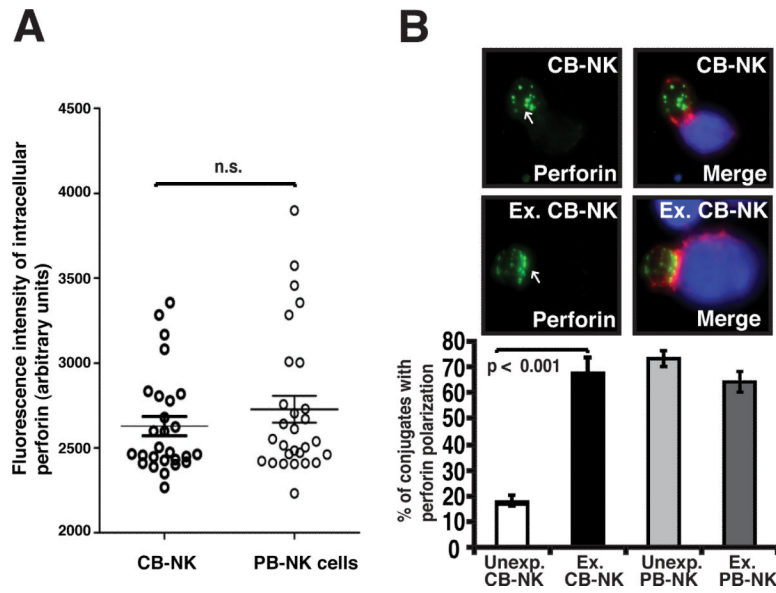 A
Fluorescence intensity of intracellular
perforin (arbitrary units)
4500
4000
3500
3000
2500
2000
n.s.
CB-NK
PB-NK cells
B
CB-NK
Perforin
CB-NK
Merge
Ex. CB-NK
Perforin
Ex. CB-NK
Merge
% of conjugates with
perforin polarization
80
70
60
50
40
30
20
10
0
p < 0.001
Unexp.
CB-NK
Ex.
CB-NK
Unexp.
PB-NK
Ex.
PB-NK